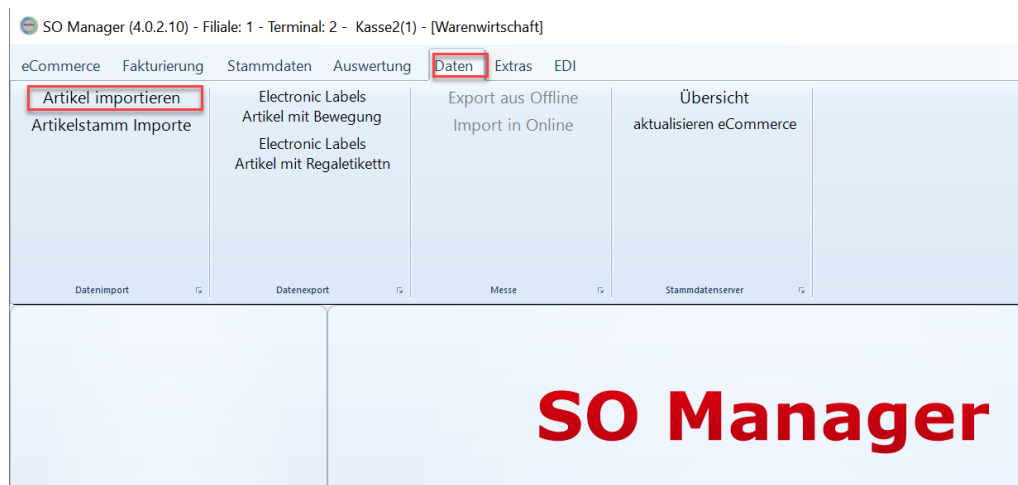 SO Manager (4.0.2.10) - Filiale: 1 - Terminal: 2 - Kasse2(1) - [Warenwirtschaft]
eCommerce Fakturierung Stammdaten Auswertung Daten Extras EDI
Artikel importieren
Artikelstamm Importe
Datenimport
Electronic Labels
Artikel mit Bewegung
Electronic Labels
Artikel mit Regaletikettn
Datenexport
Export aus Offline
Import in Online
Messe
Übersicht
aktualisieren eCommerce
Stammdatenserver
SO Manager